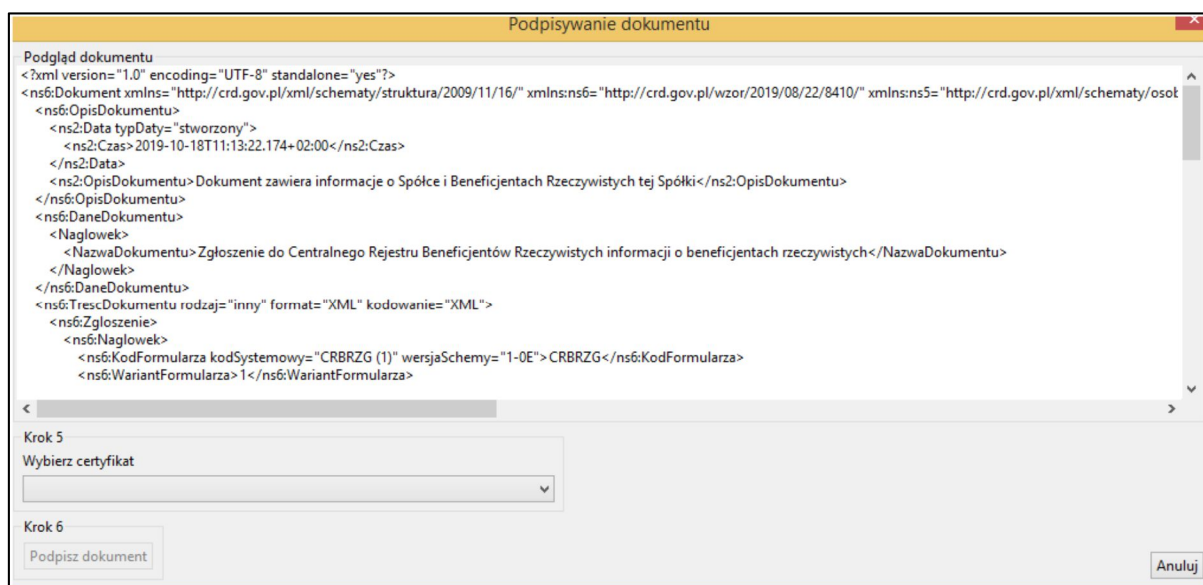 Podpisywanie dokumentu
Podgląd dokumentu
<?xml version="1.0" encoding="UTF-8" standalone="yes"?>
<ns6:Dokument xmlns="http://crd.gov.pl/xml/schematy/struktura/2009/11/16/" xmlns:ns6="http://crd.gov.pl/wzor/2019/08/22/8410/" xmlns:ns5="http://crd.gov.pl/xml/schematy/osob
<ns6:OpisDokumentu>
<ns2:Data typDaty="stworzony">
<ns2:Czas>2019-10-18T11:13:22.174+02:00</ns2:Czas>
</ns2:Data>
<ns2:OpisDokumentu>Dokument zawiera informacje o Spółce i Beneficjentach Rzeczywistych tej Spółki</ns2:OpisDokumentu>
</ns6:OpisDokumentu>
<ns6:DaneDokumentu>
<Naglowek>
<NazwaDokumentu>Zgłoszenie do Centralnego Rejestru Beneficjentów Rzeczywistych informacji o beneficjentach rzeczywistych</NazwaDokumentu>
</Naglowek>
</ns6:DaneDokumentu>
<ns6:TrescDokumentu rodzaj="inny" format="XML" kodowanie="XML">
<ns6:Zgloszenie>
<ns6:Naglowek>
<ns6:KodFormularza kodSystemowy="CRBRZG (1)" wersjaSchemy="1-0E">CRBRZG</ns6:KodFormularza>
<ns6:WariantFormularza>1</ns6:WariantFormularza>
Krok 5
Wybierz certyfikat
Krok 6
Podpisz dokument
Anuluj